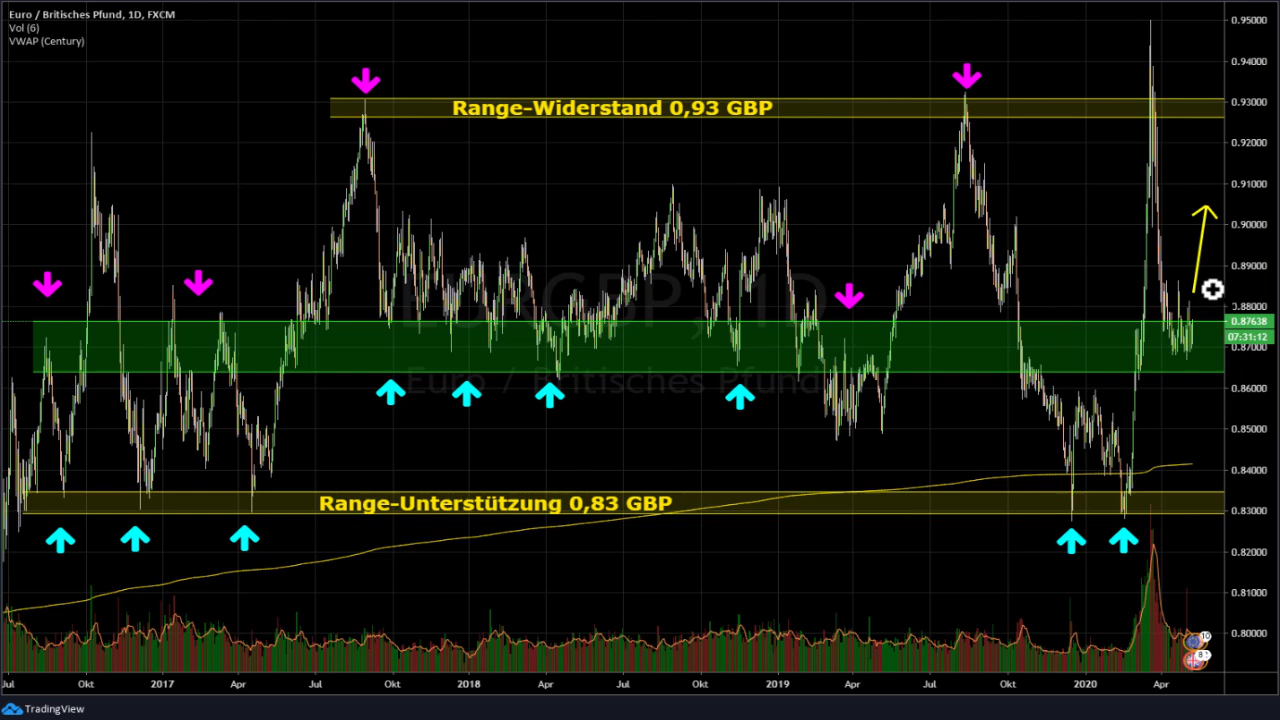 Euro / Britisches Pfund, 1D, FXCM
Vol (6)
VWAP (Century)
0.95000
0.94000
Range-Widerstand 0,93 GBP
0.93000
0.92000
0.91000
0.90000
0.89000
EURGBP, 1D
0.88000
0.87638
07:31:12
0.87000
Euro / Britisches Pfund
0.86000
0.85000
0.84000
Range-Unterstützung 0,83 GBP
0.83000
0.82000
0.81000
0.80000
10
8
Jul Okt 2017 Apr Jul Okt 2018 Apr Jul Okt 2019 Apr Jul Okt 2020 Apr
TradingView